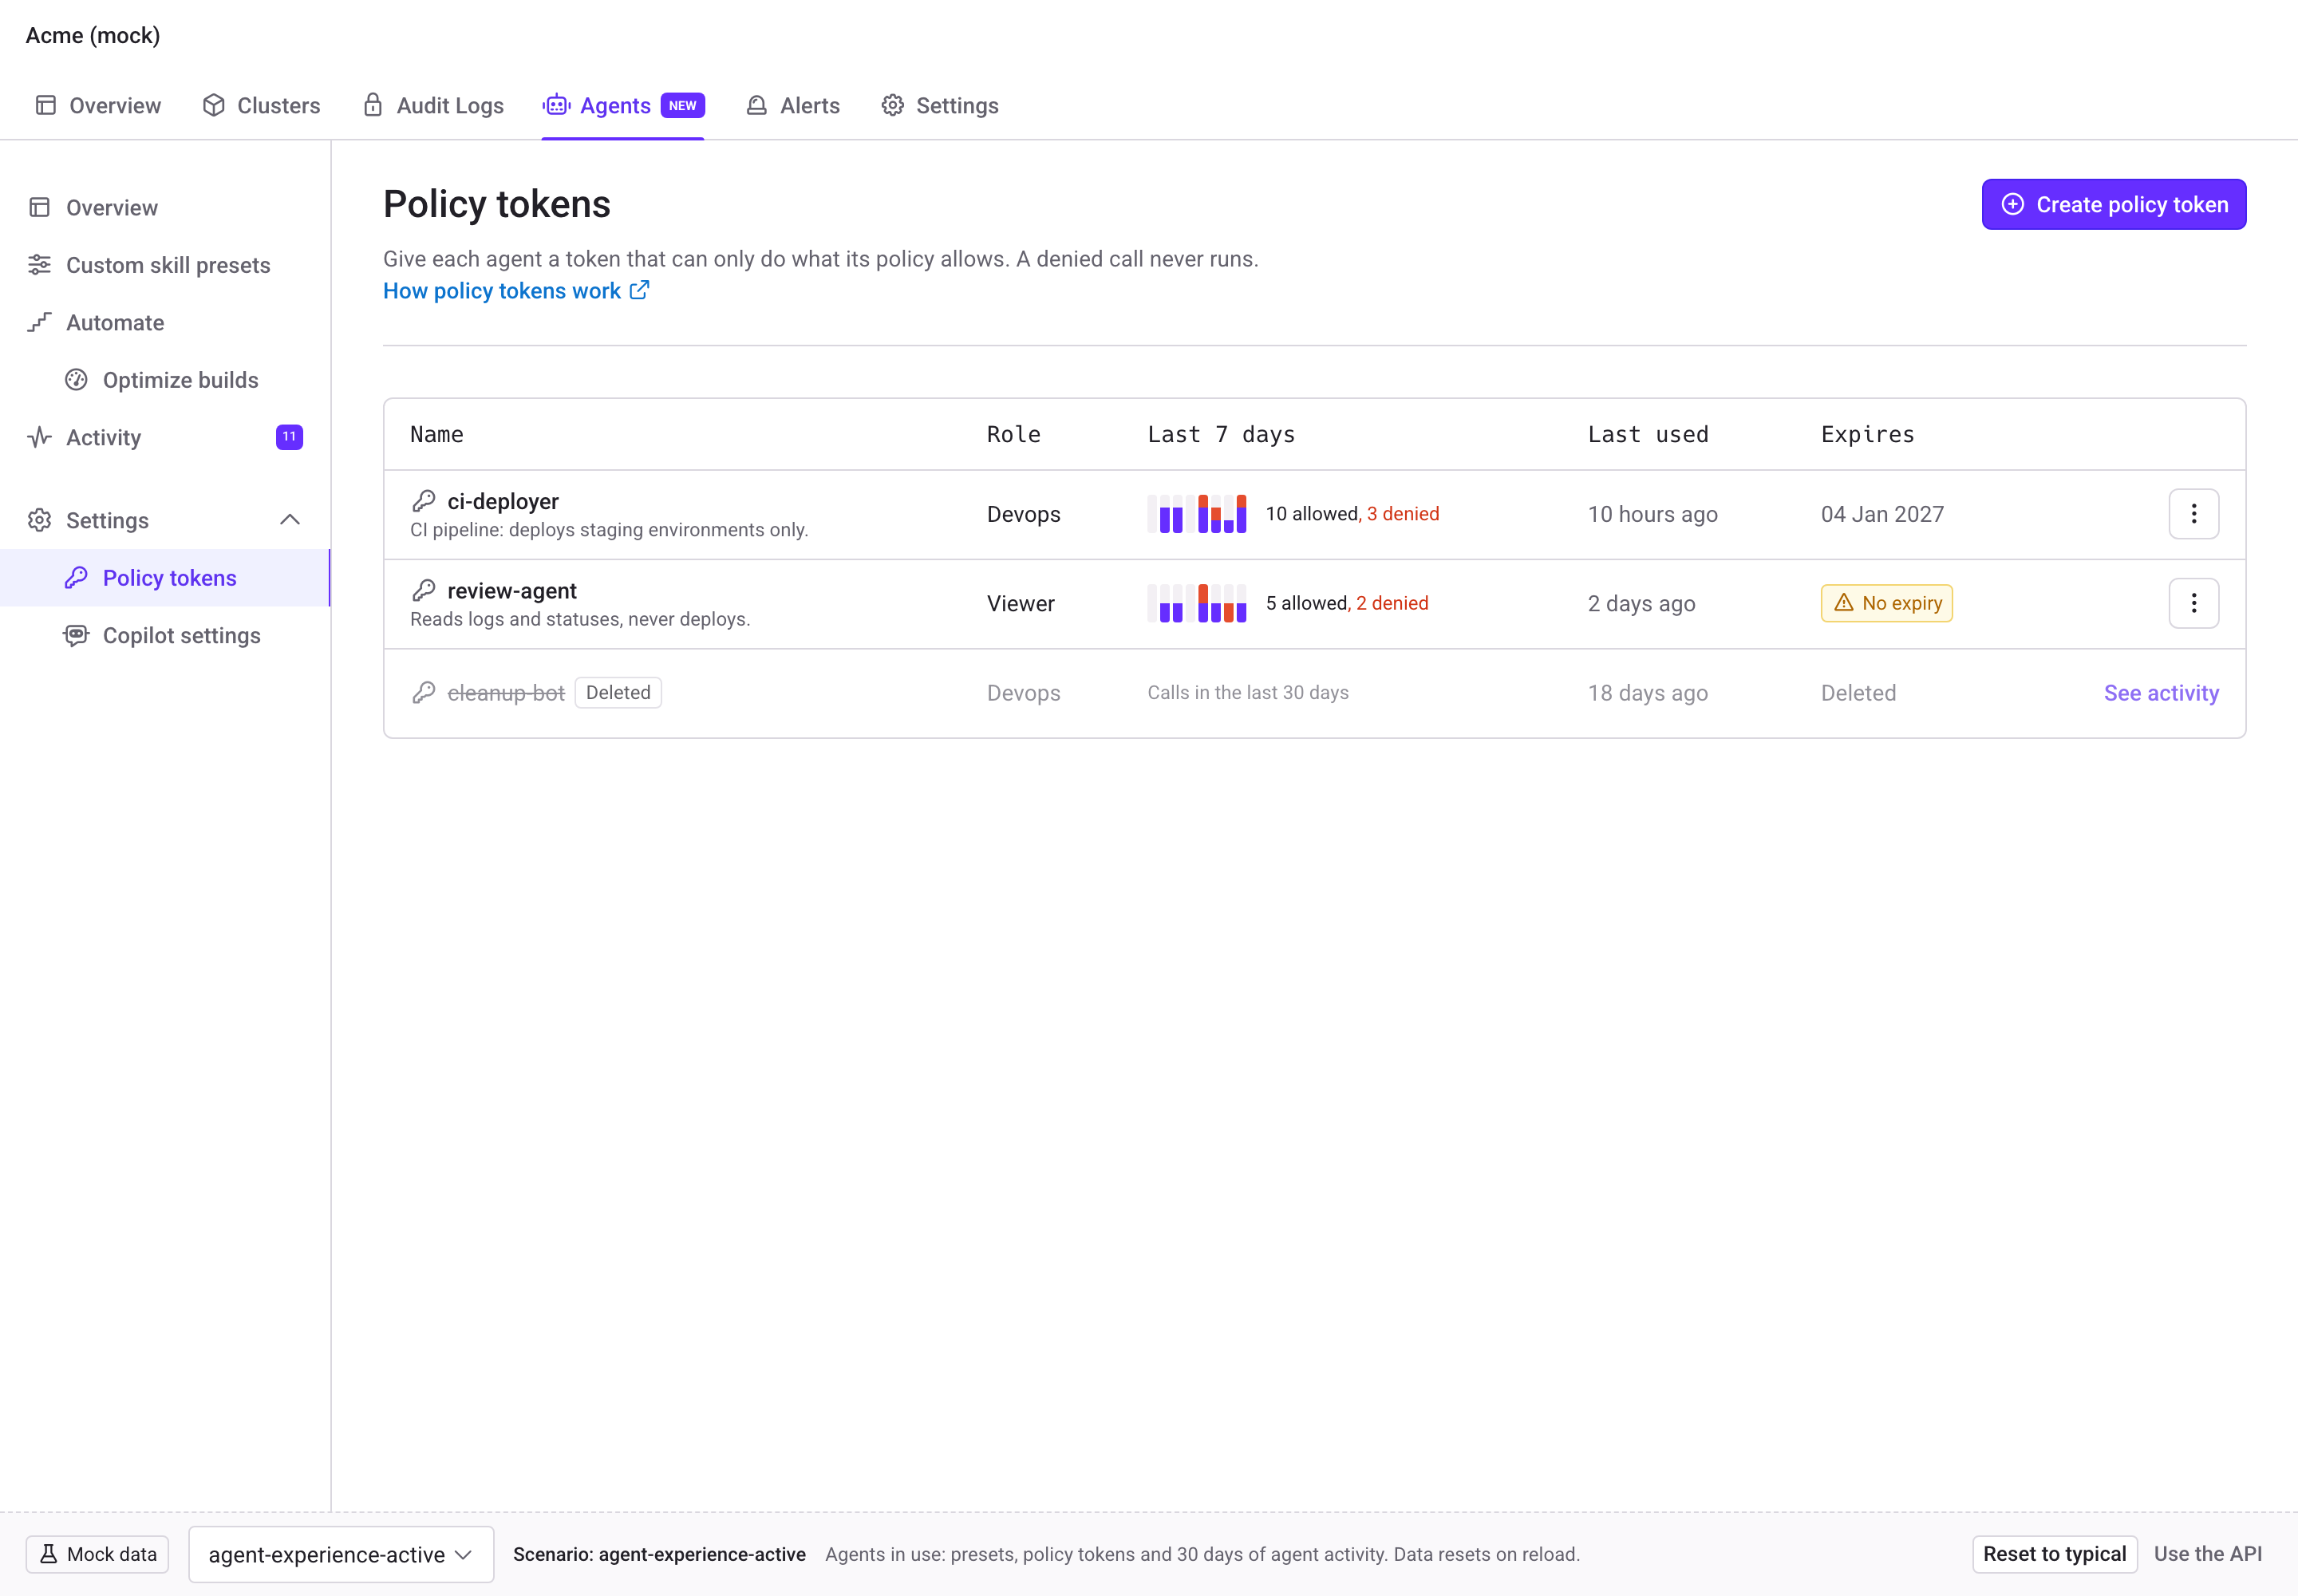 Acme (mock)
Overview
Clusters
Audit Logs
Agents NEW
Alerts
Settings
Overview
Custom skill presets
Automate
Optimize builds
Activity 11
Settings
Policy tokens
Copilot settings
Policy tokens
Create policy token
Give each agent a token that can only do what its policy allows. A denied call never runs.
How policy tokens work
Name Role Last 7 days Last used Expires
ci-deployer
CI pipeline: deploys staging environments only.
Devops 10 allowed, 3 denied 10 hours ago 04 Jan 2027
review-agent
Reads logs and statuses, never deploys.
Viewer 5 allowed, 2 denied 2 days ago No expiry
cleanup-bot Deleted Devops Calls in the last 30 days 18 days ago Deleted See activity
Mock data agent-experience-active Scenario: agent-experience-active Agents in use: presets, policy tokens and 30 days of agent activity. Data resets on reload. Reset to typical Use the API